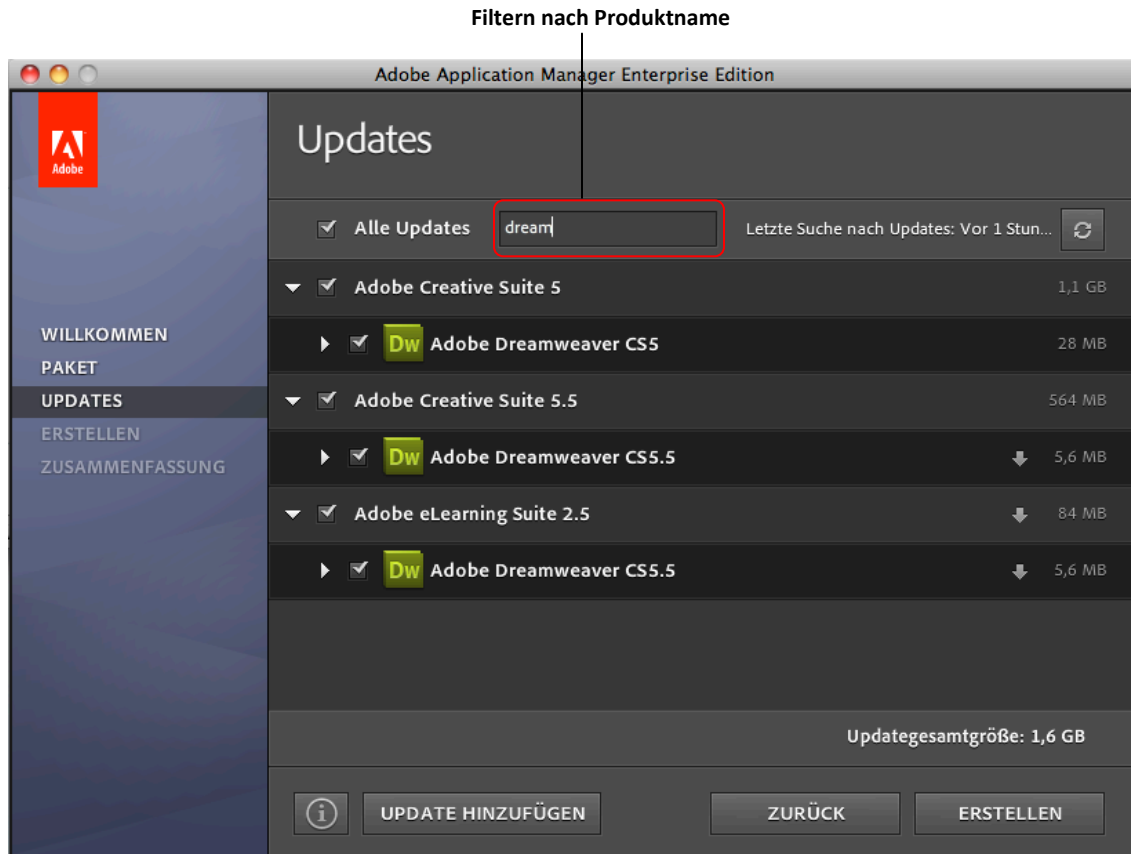 Filtern nach Produktname
Adobe Application Manager Enterprise Edition
Adobe
Updates
Alle Updates
dream
Letzte Suche nach Updates: Vor 1 Stun...
Adobe Creative Suite 5
1,1 GB
WILLKOMMEN
PAKET
UPDATES
ERSTELLEN
ZUSAMMENFASSUNG
Dw Adobe Dreamweaver CS5
28 MB
Adobe Creative Suite 5.5
564 MB
Dw Adobe Dreamweaver CS5.5
5,6 MB
Adobe eLearning Suite 2.5
84 MB
Dw Adobe Dreamweaver CS5.5
5,6 MB
Updategesamtgröße: 1,6 GB
UPDATE HINZUFÜGEN
ZURÜCK
ERSTELLEN